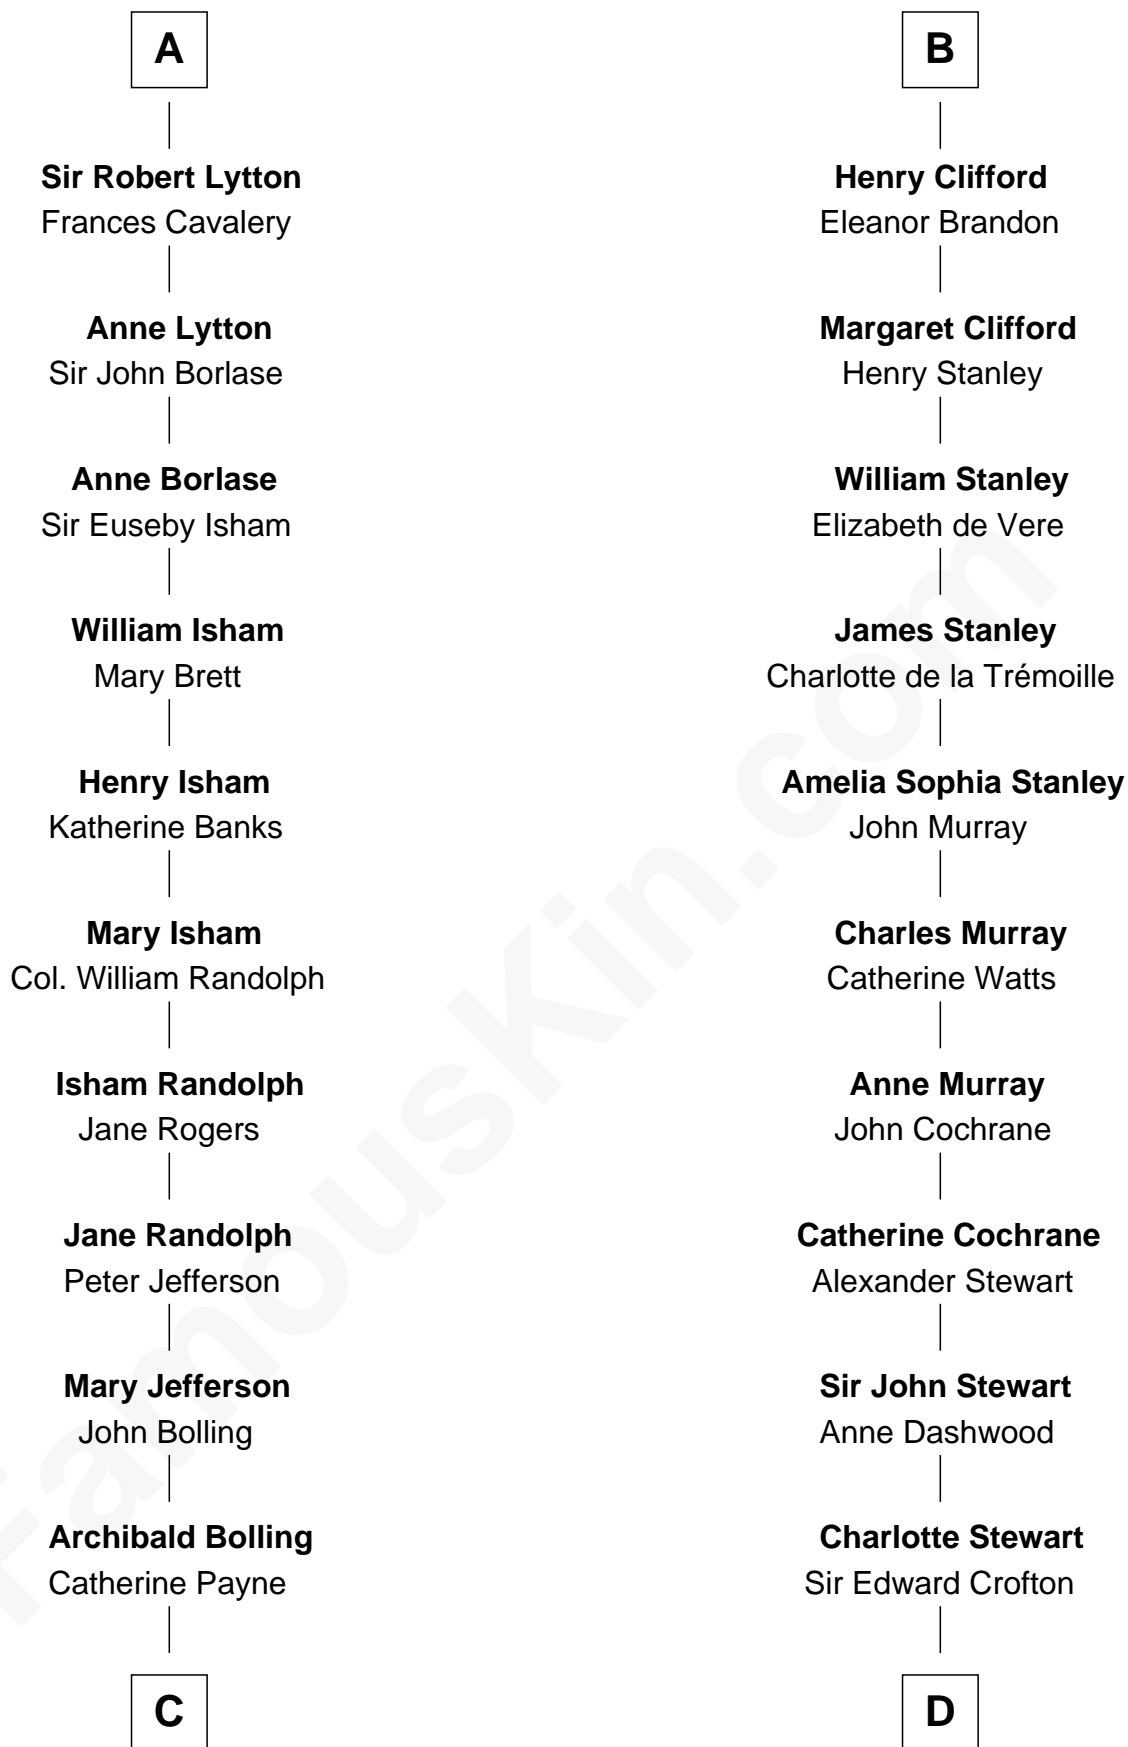 A
Sir Robert Lytton
Frances Cavalery
Anne Lytton
Sir John Borlase
Anne Borlase
Sir Euseby Isham
William Isham
Mary Brett
Henry Isham
Katherine Banks
Mary Isham
Col. William Randolph
Isham Randolph
Jane Rogers
Jane Randolph
Peter Jefferson
Mary Jefferson
John Bolling
Archibald Bolling
Catherine Payne
C
B
Henry Clifford
Eleanor Brandon
Margaret Clifford
Henry Stanley
William Stanley
Elizabeth de Vere
James Stanley
Charlotte de la Trémoille
Amelia Sophia Stanley
John Murray
Charles Murray
Catherine Watts
Anne Murray
John Cochrane
Catherine Cochrane
Alexander Stewart
Sir John Stewart
Anne Dashwood
Charlotte Stewart
Sir Edward Crofton
D
FamousKin.com